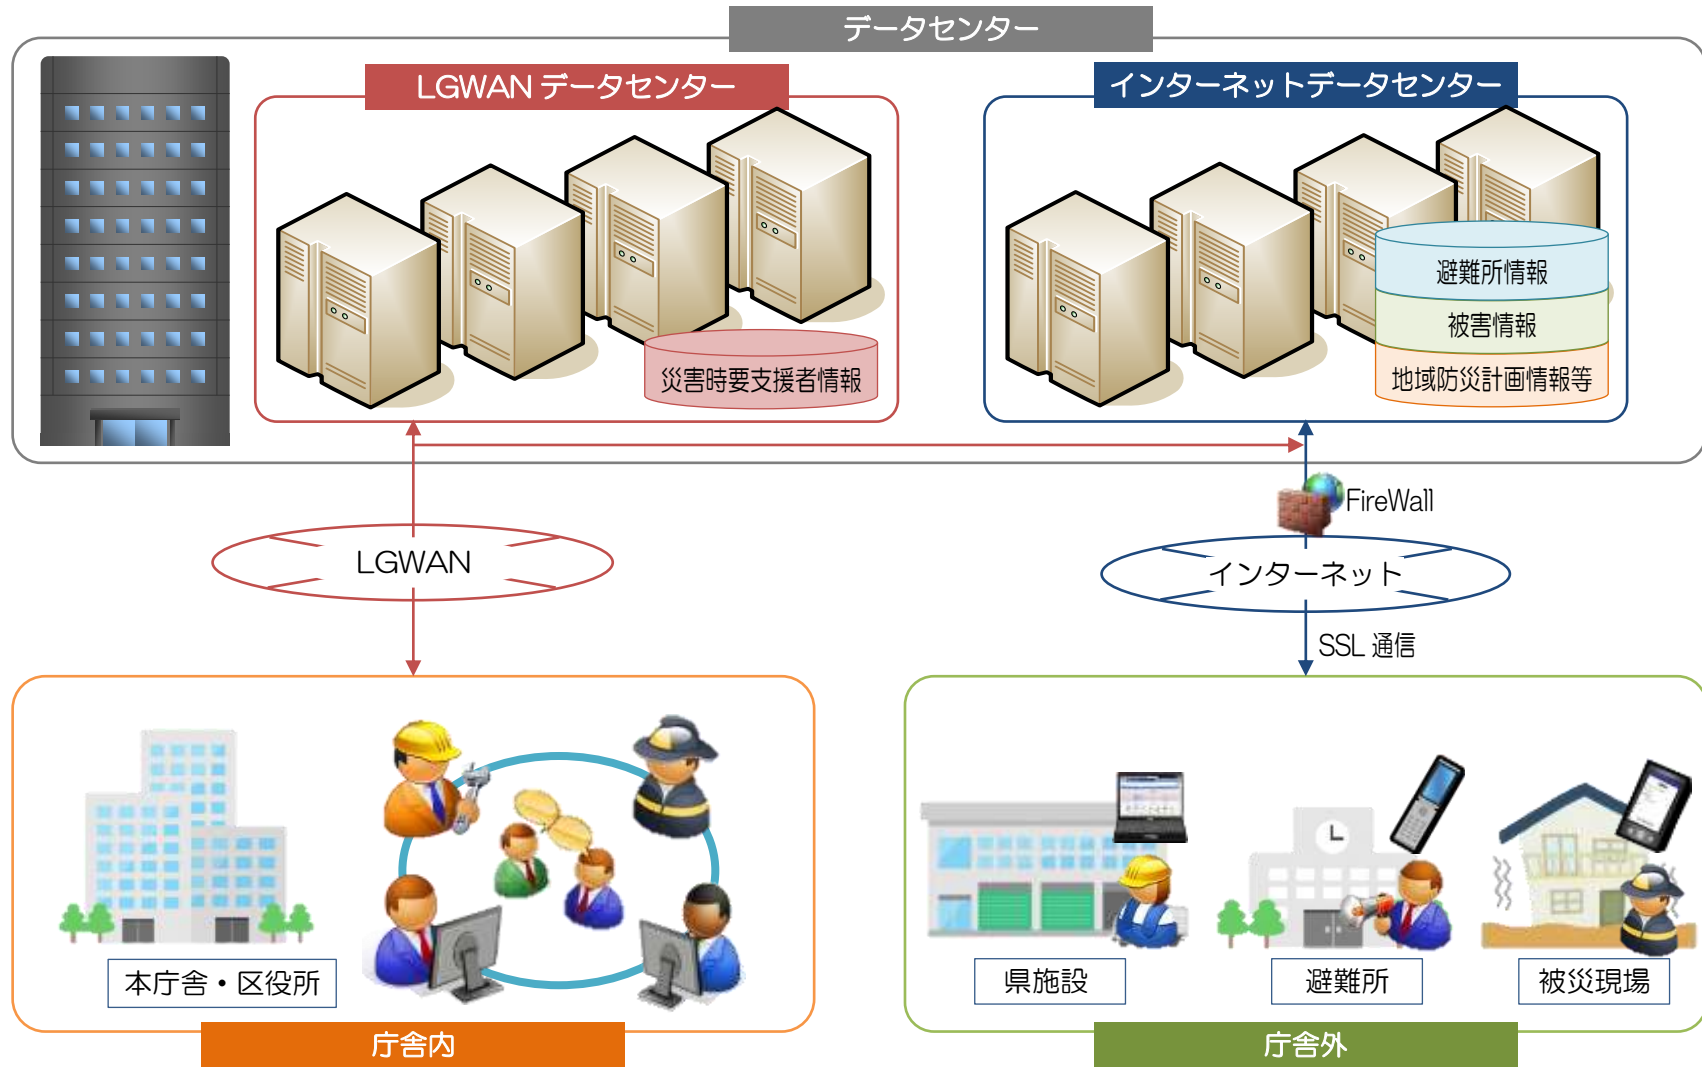 データセンター
LGWAN データセンター
インターネットデータセンター
避難所情報
被害情報
地域防災計画情報等
災害時要支援者情報
FireWall
LGWAN
インターネット
SSL 通信
本庁舎・区役所
県施設
避難所
被災現場
庁舎内
庁舎外